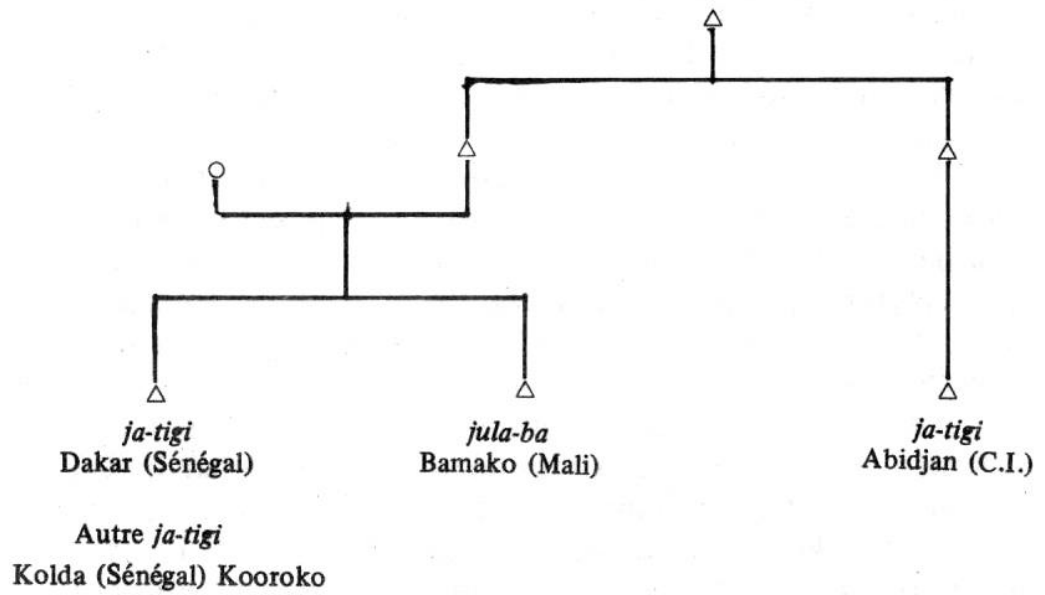 ja-tigi
Dakar (Sénégal)
jula-ba
Bamako (Mali)
ja-tigi
Abidjan (C.I.)
Autre ja-tigi
Kolda (Sénégal) Kooroko